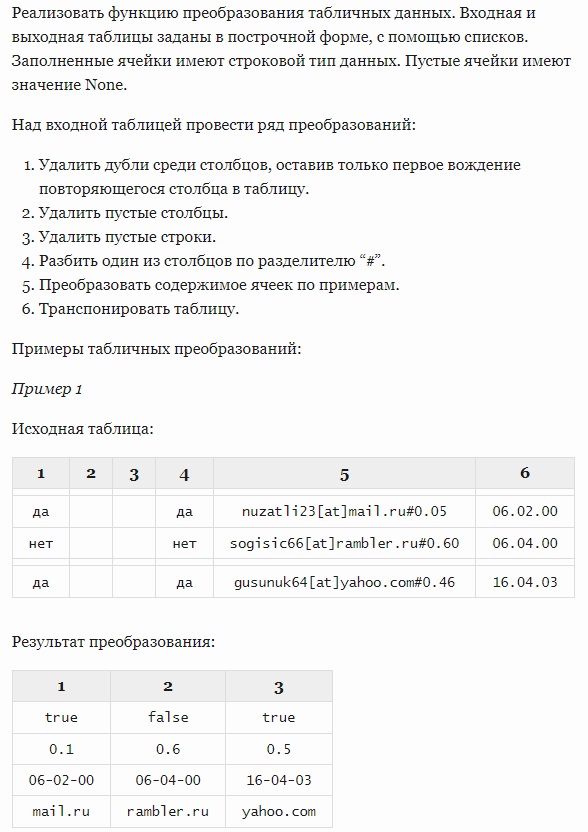 Реализовать функцию преобразования табличных данных. Входная и
выходная таблицы заданы в построчной форме, с помощью списков.
Заполненные ячейки имеют строковой тип данных. Пустые ячейки имеют
значение None.
Над входной таблицей провести ряд преобразований:
1. Удалить дубли среди столбцов, оставив только первое вождение
повторяющегося столбца в таблицу.
2. Удалить пустые столбцы.
3. Удалить пустые строки.
4. Разбить один из столбцов по разделителю “#”.
5. Преобразовать содержимое ячеек по примерам.
6. Транспонировать таблицу.
Примеры табличных преобразований:
Пример 1
Исходная таблица:
1 2 3 4 5 6
да да nuzatli23[at]mail.ru#0.05 06.02.00
нет нет sogisic66[at]rambler.ru#0.60 06.04.00
да да gusunuk64[at]yahoo.com#0.46 16.04.03
Результат преобразования:
1 2 3
true false true
0.1 0.6 0.5
06-02-00 06-04-00 16-04-03
mail.ru rambler.ru yahoo.com